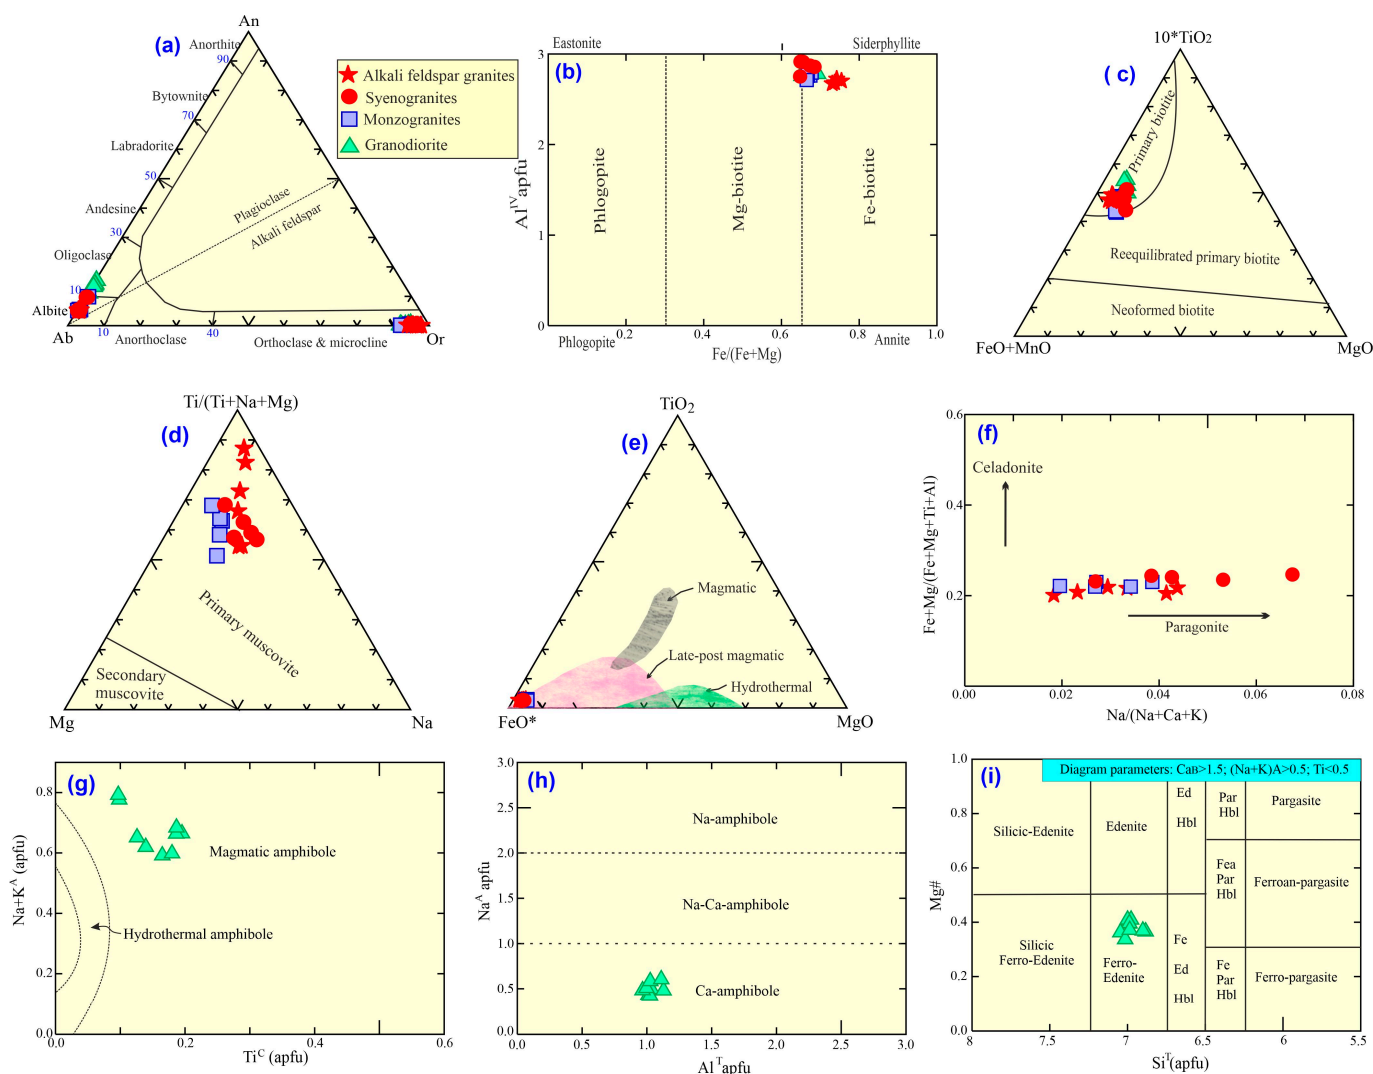 (a)
An
Anorthite
90
Bytownite
70
Labradorite
50
Andesine
30
Oligoclase
10
Albite
Ab
10
Anorthoclase
40
Orthoclase & microcline
Or
Plagioclase
Alkali feldspar
Alkali feldspar granites
Syenogranites
Monzogranites
Granodiorite
(b)
Eastonite
Siderphyllite
3
2
1
0
Al^IV apfu
Phlogopite
Mg-biotite
Fe-biotite
Phlogopite
0.2
0.4
0.6
0.8
1.0
Annite
Fe/(Fe+Mg)
( c)
10*TiO₂
Primary biotite
Reequilibrated primary biotite
Neoformed biotite
FeO+MnO
MgO
(d)
Ti/(Ti+Na+Mg)
Primary muscovite
Secondary
muscovite
Mg
Na
(e)
TiO₂
Magmatic
Late-post magmatic
Hydrothermal
FeO*
MgO
(f)
0.6
0.4
0.2
Fe+Mg/(Fe+Mg+Ti+Al)
Celadonite
Paragonite
0.00
0.02
0.04
0.06
0.08
Na/(Na+Ca+K)
(g)
0.8
0.6
0.4
0.2
0.0
Na+K^A (apfu)
Magmatic amphibole
Hydrothermal amphibole
0.0
0.2
0.4
0.6
Ti^C (apfu)
(h)
3.0
2.5
2.0
1.5
1.0
0.5
0.0
Na^A apfu
Na-amphibole
Na-Ca-amphibole
Ca-amphibole
0.0
0.5
1.0
1.5
2.0
2.5
3.0
Al^T apfu
(i)
Diagram parameters: CaB>1.5; (Na+K)A>0.5; Ti<0.5
1.0
0.8
0.6
0.4
0.2
0.0
Mg#
Silicic-Edenite
Edenite
Ed
Hbl
Par
Hbl
Pargasite
Fea
Par
Hbl
Ferroan-pargasite
Silicic
Ferro-Edenite
Ferro-
Edenite
Fe
Ed
Hbl
Fe
Par
Hbl
Ferro-pargasite
8
7.5
7
6.5
6
5.5
Si^T(apfu)